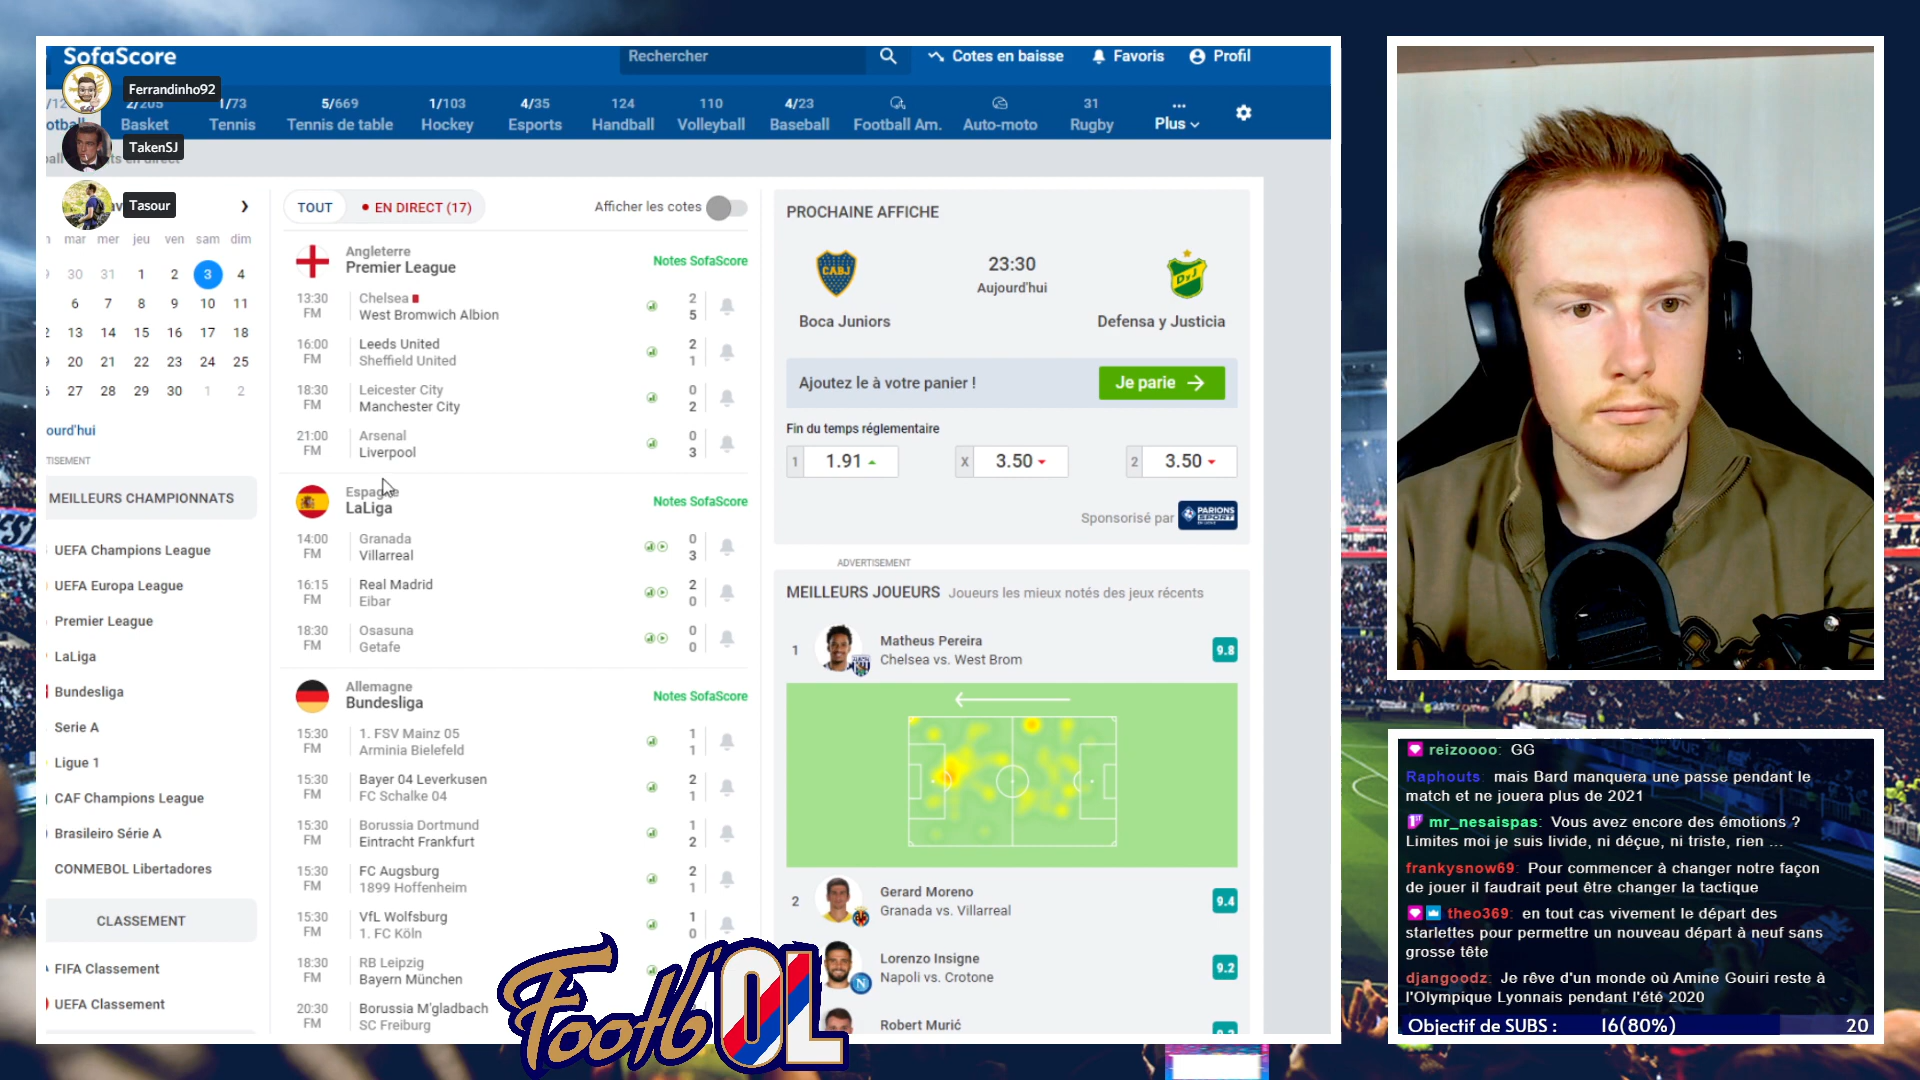 SofaScore
Rechercher
Cotes en baisse
Favoris
Profil
Ferrandinho92
TakenSJ
Tasour
2/205
Basket
1/73
Tennis
5/669
Tennis de table
1/103
Hockey
4/35
Esports
124
Handball
110
Volleyball
4/23
Baseball
Football Am.
Auto-moto
31
Rugby
...
Plus
mar mer jeu ven sam dim
30 31 1 2 3 4
6 7 8 9 10 11
13 14 15 16 17 18
20 21 22 23 24 25
27 28 29 30 1 2
ourd'hui
TISEMENT
MEILLEURS CHAMPIONNATS
UEFA Champions League
UEFA Europa League
Premier League
LaLiga
Bundesliga
Serie A
Ligue 1
CAF Champions League
Brasileiro Série A
CONMEBOL Libertadores
CLASSEMENT
FIFA Classement
UEFA Classement
TOUT
EN DIRECT (17)
Afficher les cotes
Angleterre
Premier League
Notes SofaScore
13:30 Chelsea 2
FM West Bromwich Albion 5
16:00 Leeds United 2
FM Sheffield United 1
18:30 Leicester City 0
FM Manchester City 2
21:00 Arsenal 0
FM Liverpool 3
Espagne
LaLiga
Notes SofaScore
14:00 Granada 0
FM Villarreal 3
16:15 Real Madrid 2
FM Eibar 0
18:30 Osasuna 0
FM Getafe 0
Allemagne
Bundesliga
Notes SofaScore
15:30 1. FSV Mainz 05 1
FM Arminia Bielefeld 1
15:30 Bayer 04 Leverkusen 2
FM FC Schalke 04 1
15:30 Borussia Dortmund 1
FM Eintracht Frankfurt 2
15:30 FC Augsburg 2
FM 1899 Hoffenheim 1
15:30 VfL Wolfsburg 1
FM 1. FC Köln 0
18:30 RB Leipzig
FM Bayern München
20:30 Borussia M'gladbach
FM SC Freiburg
PROCHAINE AFFICHE
CABJ
23:30
Aujourd'hui
DyJ
Boca Juniors
Defensa y Justicia
Ajoutez le à votre panier !
Je parie
Fin du temps réglementaire
1 1.91
X 3.50
2 3.50
Sponsorisé par
PARIONS SPORT
ADVERTISEMENT
MEILLEURS JOUEURS Joueurs les mieux notés des jeux récents
1 Matheus Pereira 9.8
Chelsea vs. West Brom
2 Gerard Moreno 9.4
Granada vs. Villarreal
Lorenzo Insigne 9.2
Napoli vs. Crotone
Robert Murić
Footb'OL
reizoooo: GG
Raphouts: mais Bard manquera une passe pendant le
match et ne jouera plus de 2021
mr_nesaispas: Vous avez encore des émotions ?
Limites moi je suis livide, ni déçue, ni triste, rien ...
frankysnow69: Pour commencer à changer notre façon
de jouer il faudrait peut être changer la tactique
theo369: en tout cas vivement le départ des
starlettes pour permettre un nouveau départ à neuf sans
grosse tête
djangoodz: Je rêve d'un monde où Amine Gouiri reste à
l'Olympique Lyonnais pendant l'été 2020
Objectif de SUBS : 16(80%) 20